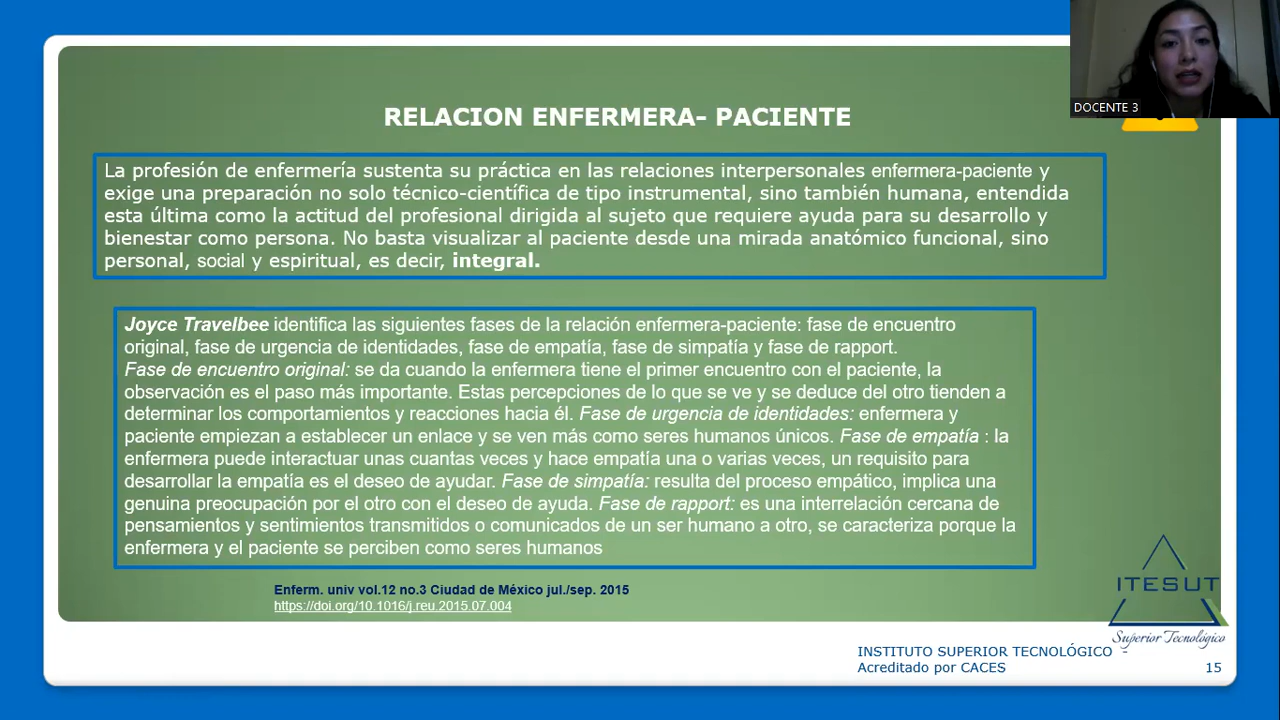 DOCENTE 3
RELACION ENFERMERA- PACIENTE
La profesión de enfermería sustenta su práctica en las relaciones interpersonales enfermera-paciente y
exige una preparación no solo técnico-científica de tipo instrumental, sino también humana, entendida
esta última como la actitud del profesional dirigida al sujeto que requiere ayuda para su desarrollo y
bienestar como persona. No basta visualizar al paciente desde una mirada anatómico funcional, sino
personal, social y espiritual, es decir, integral.
Joyce Travelbee identifica las siguientes fases de la relación enfermera-paciente: fase de encuentro
original, fase de urgencia de identidades, fase de empatía, fase de simpatía y fase de rapport.
Fase de encuentro original: se da cuando la enfermera tiene el primer encuentro con el paciente, la
observación es el paso más importante. Estas percepciones de lo que se ve y se deduce del otro tienden a
determinar los comportamientos y reacciones hacia él. Fase de urgencia de identidades: enfermera y
paciente empiezan a establecer un enlace y se ven más como seres humanos únicos. Fase de empatía : la
enfermera puede interactuar unas cuantas veces y hace empatía una o varias veces, un requisito para
desarrollar la empatía es el deseo de ayudar. Fase de simpatía: resulta del proceso empático, implica una
genuina preocupación por el otro con el deseo de ayuda. Fase de rapport: es una interrelación cercana de
pensamientos y sentimientos transmitidos o comunicados de un ser humano a otro, se caracteriza porque la
enfermera y el paciente se perciben como seres humanos
Enferm. univ vol.12 no.3 Ciudad de México jul./sep. 2015
https://doi.org/10.1016/j.reu.2015.07.004
ITESUT
Superior Tecnológico
INSTITUTO SUPERIOR TECNOLÓGICO -
Acreditado por CACES
15